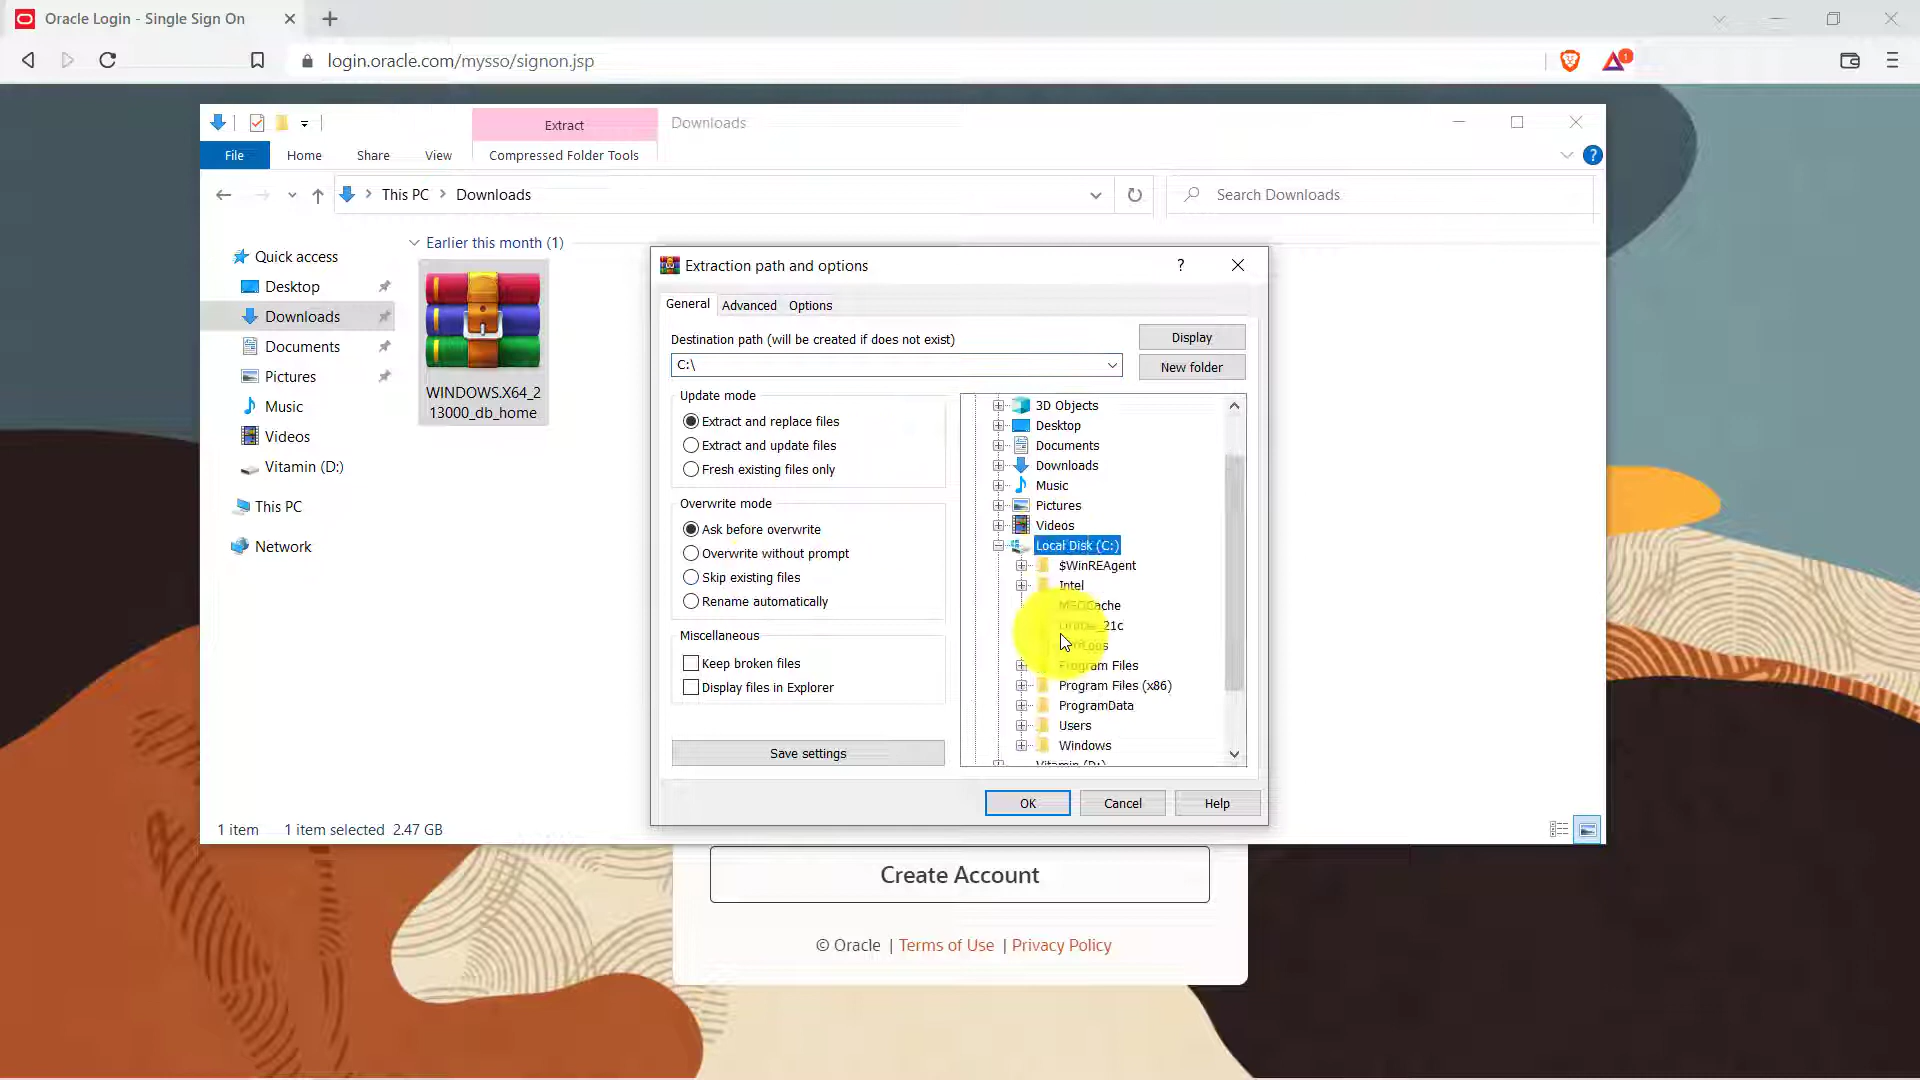 Oracle Login - Single Sign On
login.oracle.com/mysso/signon.jsp
1
Extract
Downloads
File
Home
Share
View
Compressed Folder Tools
?
This PC
Downloads
Search Downloads
Quick access
Desktop
Downloads
Documents
Pictures
Music
Videos
Vitamin (D:)
This PC
Network
Earlier this month (1)
WINDOWS.X64_2
13000_db_home
Extraction path and options
?
General
Advanced
Options
Destination path (will be created if does not exist)
Display
C:\
New folder
Update mode
Extract and replace files
Extract and update files
Fresh existing files only
Overwrite mode
Ask before overwrite
Overwrite without prompt
Skip existing files
Rename automatically
Miscellaneous
Keep broken files
Display files in Explorer
Save settings
3D Objects
Desktop
Documents
Downloads
Music
Pictures
Videos
Local Disk (C:)
$WinREAgent
Intel
Program Files
Program Files (x86)
ProgramData
Users
Windows
Vitamin (D:)
OK
Cancel
Help
1 item
1 item selected 2.47 GB
Create Account
© Oracle | Terms of Use | Privacy Policy